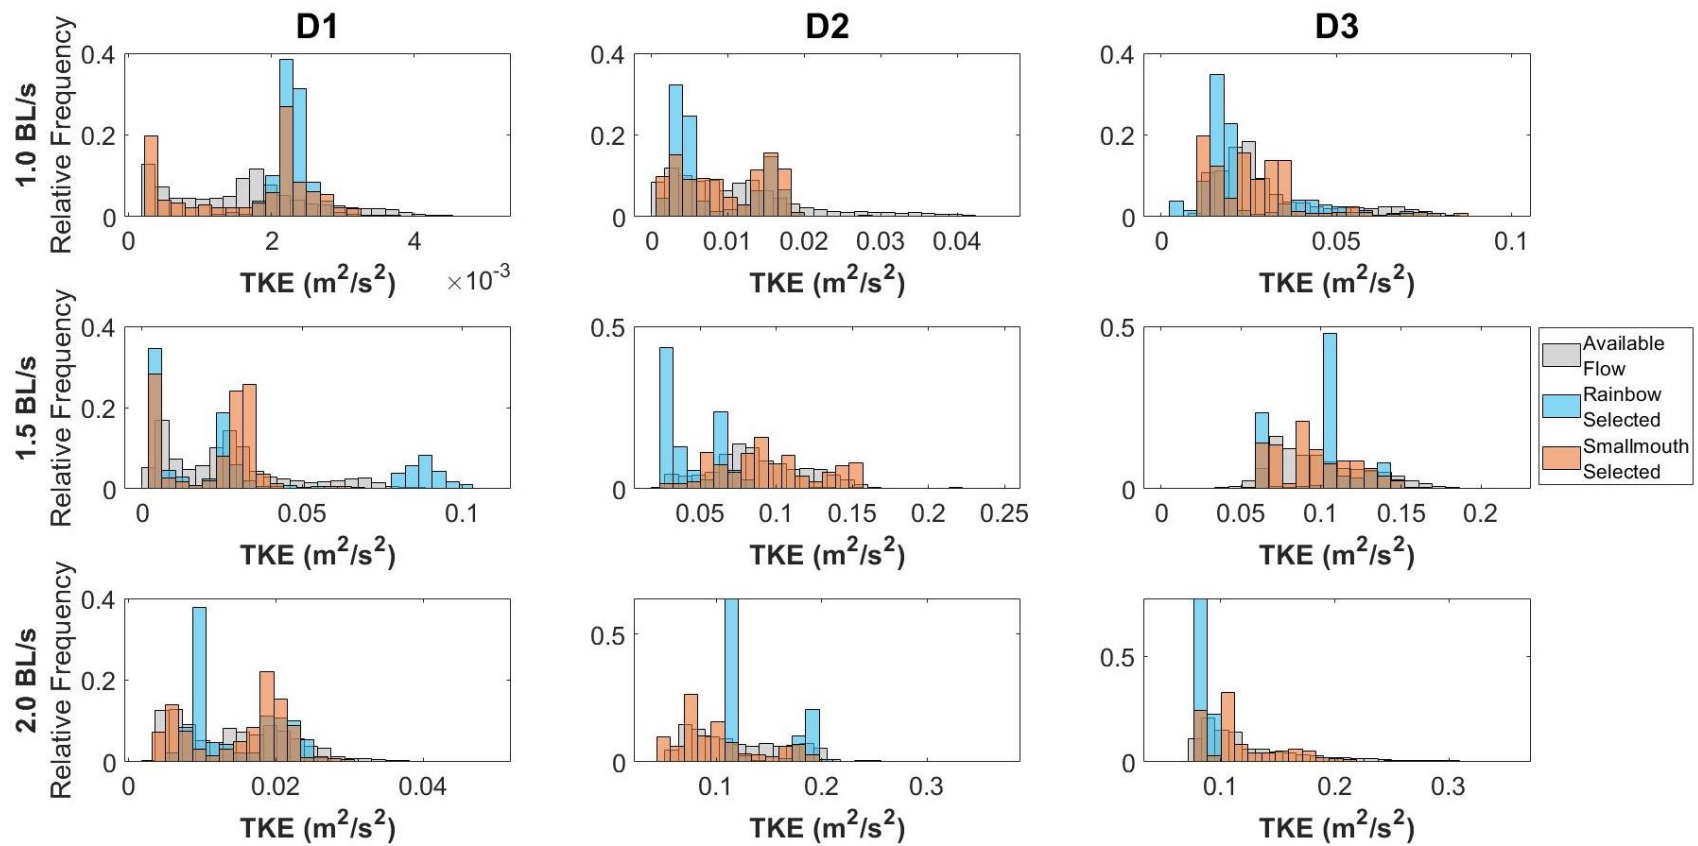 D1 D2 D3
1.0 BL/s
Relative Frequency
0.4 0.4 0.4
0.2 0.2 0.2
0 0 0
0 2 4 0 0.01 0.02 0.03 0.04 0 0.05 0.1
×10-3
TKE (m2/s2) TKE (m2/s2) TKE (m2/s2)
1.5 BL/s
Relative Frequency
0.4 0.5 0.5
0.2
0 0 0
0 0.05 0.1 0.05 0.1 0.15 0.2 0.25 0 0.05 0.1 0.15 0.2
TKE (m2/s2) TKE (m2/s2) TKE (m2/s2)
Available
Flow
Rainbow
Selected
Smallmouth
Selected
2.0 BL/s
Relative Frequency
0.4 0.5 0.5
0.2
0 0 0
0 0.02 0.04 0.1 0.2 0.3 0.1 0.2 0.3
TKE (m2/s2) TKE (m2/s2) TKE (m2/s2)